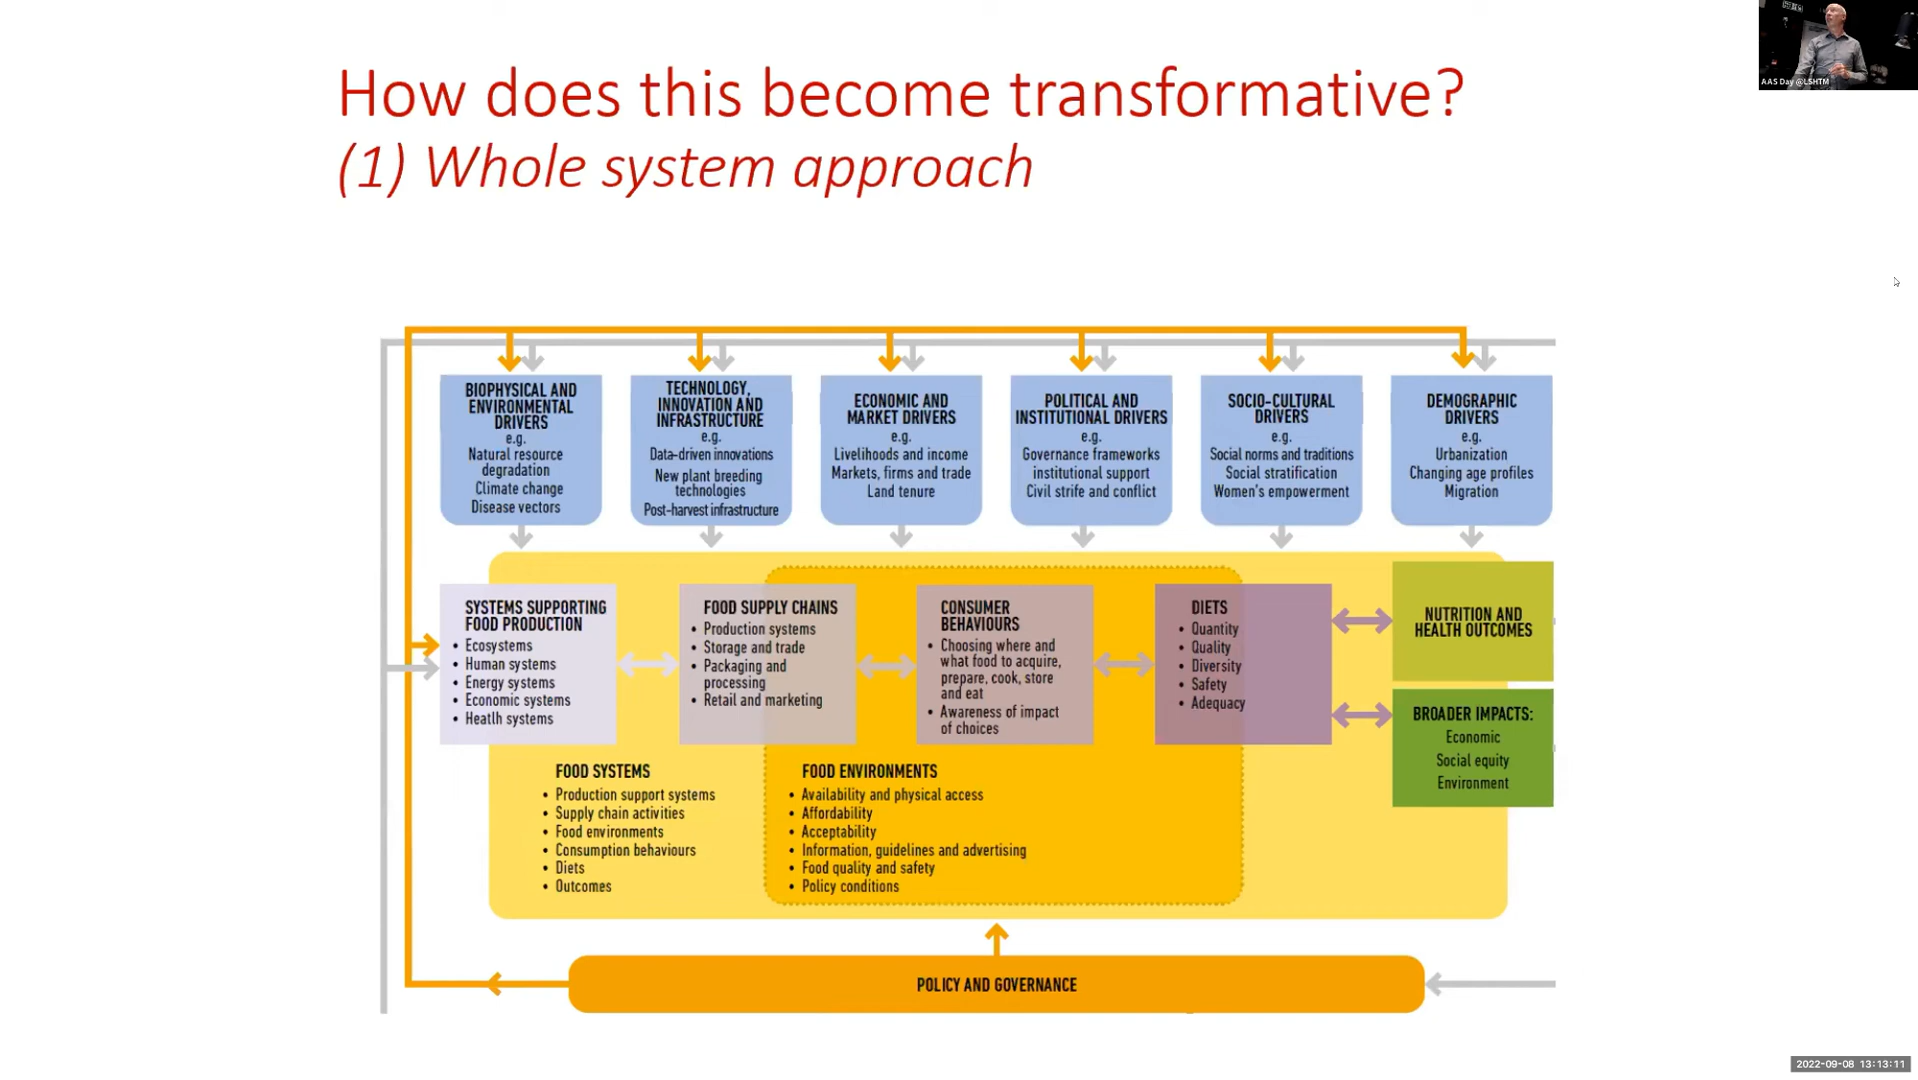 How does this become transformative?
(1) Whole system approach
AAS Day @LSHTM
BIOPHYSICAL AND
ENVIRONMENTAL
DRIVERS
e.g.
Natural resource
degradation
Climate change
Disease vectors
TECHNOLOGY,
INNOVATION AND
INFRASTRUCTURE
e.g.
Data-driven innovations
New plant breeding
technologies
Post-harvest infrastructure
ECONOMIC AND
MARKET DRIVERS
e.g.
Livelihoods and income
Markets, firms and trade
Land tenure
POLITICAL AND
INSTITUTIONAL DRIVERS
e.g.
Governance frameworks
institutional support
Civil strife and conflict
SOCIO-CULTURAL
DRIVERS
e.g.
Social norms and traditions
Social stratification
Women's empowerment
DEMOGRAPHIC
DRIVERS
e.g.
Urbanization
Changing age profiles
Migration
SYSTEMS SUPPORTING
FOOD PRODUCTION
• Ecosystems
• Human systems
• Energy systems
• Economic systems
• Heatlh systems
FOOD SUPPLY CHAINS
• Production systems
• Storage and trade
• Packaging and
processing
• Retail and marketing
CONSUMER
BEHAVIOURS
• Choosing where and
what food to acquire,
prepare, cook, store
and eat
• Awareness of impact
of choices
DIETS
• Quantity
• Quality
• Diversity
• Safety
• Adequacy
NUTRITION AND
HEALTH OUTCOMES
BROADER IMPACTS:
Economic
Social equity
Environment
FOOD SYSTEMS
• Production support systems
• Supply chain activities
• Food environments
• Consumption behaviours
• Diets
• Outcomes
FOOD ENVIRONMENTS
• Availability and physical access
• Affordability
• Acceptability
• Information, guidelines and advertising
• Food quality and safety
• Policy conditions
POLICY AND GOVERNANCE
2022-09-08 13:13:11